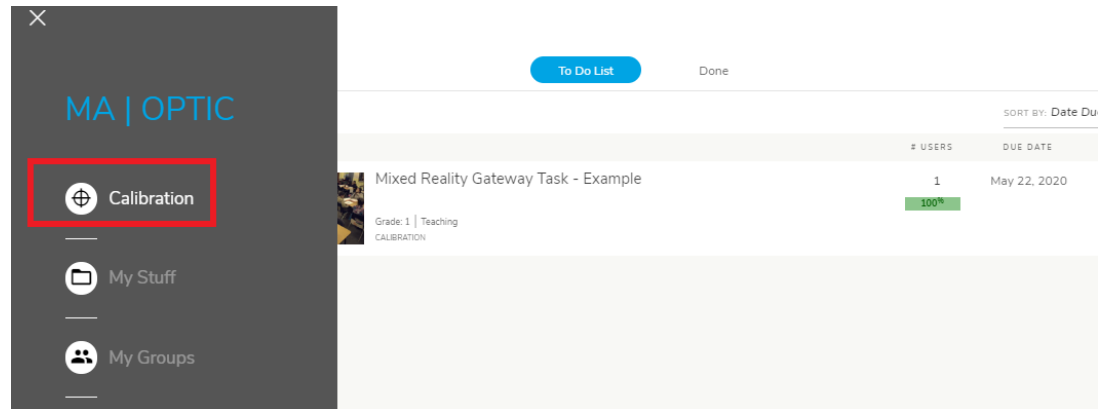 To Do List
Done
MA | OPTIC
SORT BY: Date Du
# USERS
DUE DATE
Calibration
Mixed Reality Gateway Task - Example
1
May 22, 2020
100%
Grade: 1 | Teaching
CALIBRATION
My Stuff
My Groups